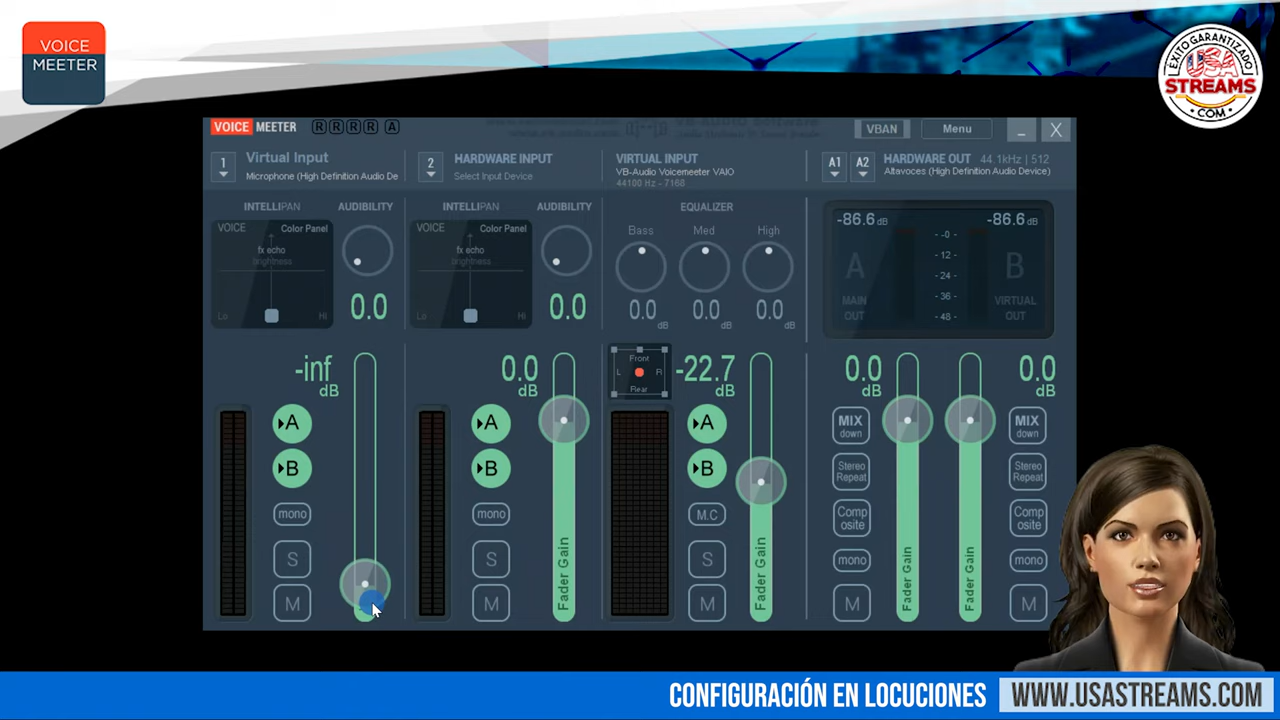 VOICE
MEETER
ÉXITO GARANTIZADO
USA
STREAMS
.COM
VOICE MEETER R R R R A
VBAN Menu _ X
1 Virtual Input
Microphone (High Definition Audio De
2 HARDWARE INPUT
Select Input Device
VIRTUAL INPUT
VB-Audio Voicemeeter VAIO
44100 Hz - 7168
A1 A2 HARDWARE OUT 44.1kHz | 512
Altavoces (High Definition Audio Device)
INTELLIPAN AUDIBILITY
VOICE Color Panel
fx echo
brightness
Lo Hi
0.0
INTELLIPAN AUDIBILITY
VOICE Color Panel
fx echo
brightness
Lo Hi
0.0
EQUALIZER
Bass Med High
0.0 dB 0.0 dB 0.0 dB
-86.6 dB -86.6 dB
-0-
-12-
-24-
-36-
-48-
A
MAIN
OUT
B
VIRTUAL
OUT
-inf
dB
A
B
mono
S
M
0.0
dB
A
B
mono
S
M
Fader Gain
Front
L R
Rear
-22.7
dB
A
B
M.C
S
M
Fader Gain
0.0
dB
MIX
down
Stereo
Repeat
Comp
osite
mono
M
Fader Gain
Fader Gain
0.0
dB
MIX
down
Stereo
Repeat
Comp
osite
mono
M
CONFIGURACIÓN EN LOCUCIONES
WWW.USASTREAMS.COM